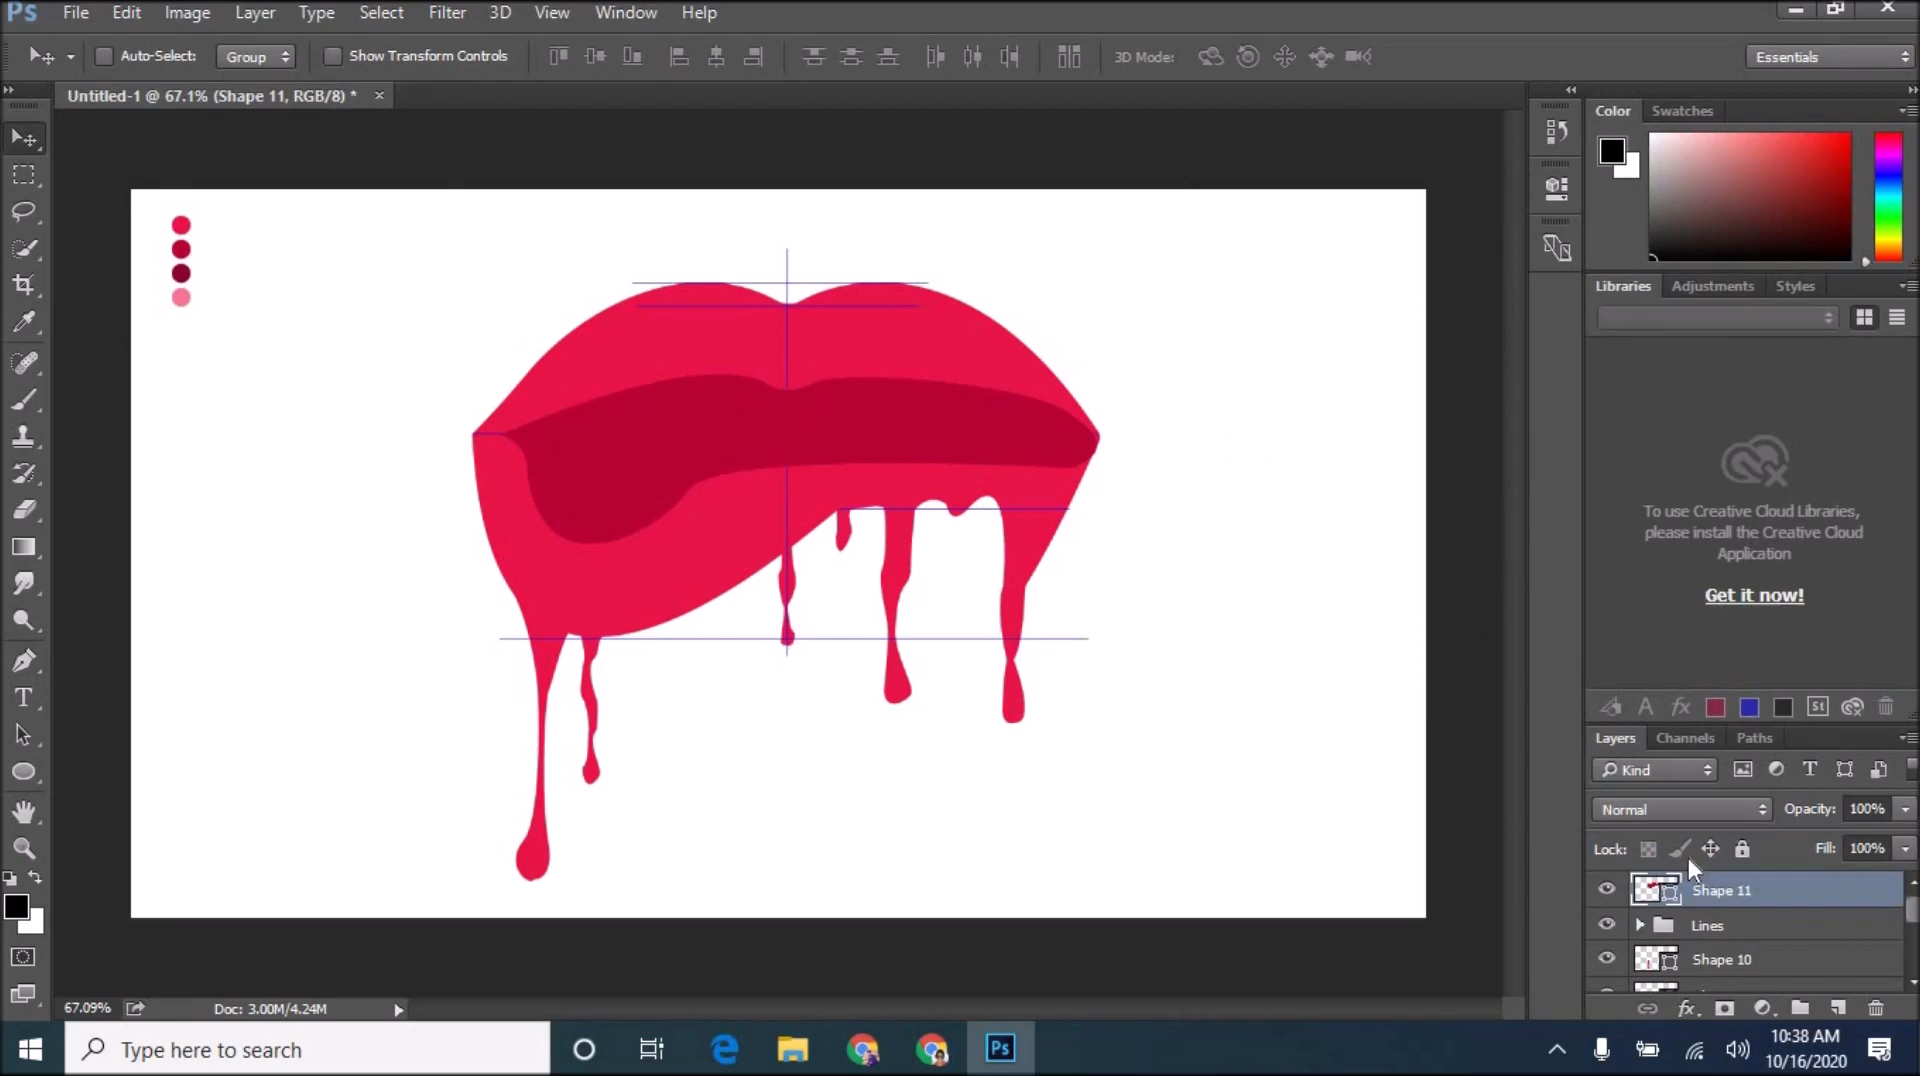 Ps File Edit Image Layer Type Select Filter 3D View Window Help
Auto-Select: Group Show Transform Controls 3D Mode: Essentials
Untitled-1 @ 67.1% (Shape 11, RGB/8) * ×
Color Swatches
Libraries Adjustments Styles
To use Creative Cloud Libraries,
please install the Creative Cloud
Application
Get it now!
A fx St
Layers Channels Paths
Kind T
Normal Opacity: 100%
Lock: Fill: 100%
Shape 11
Lines
Shape 10
T
67.09% Doc: 3.00M/4.24M fx
Type here to search Ps 10:38 AM
10/16/2020